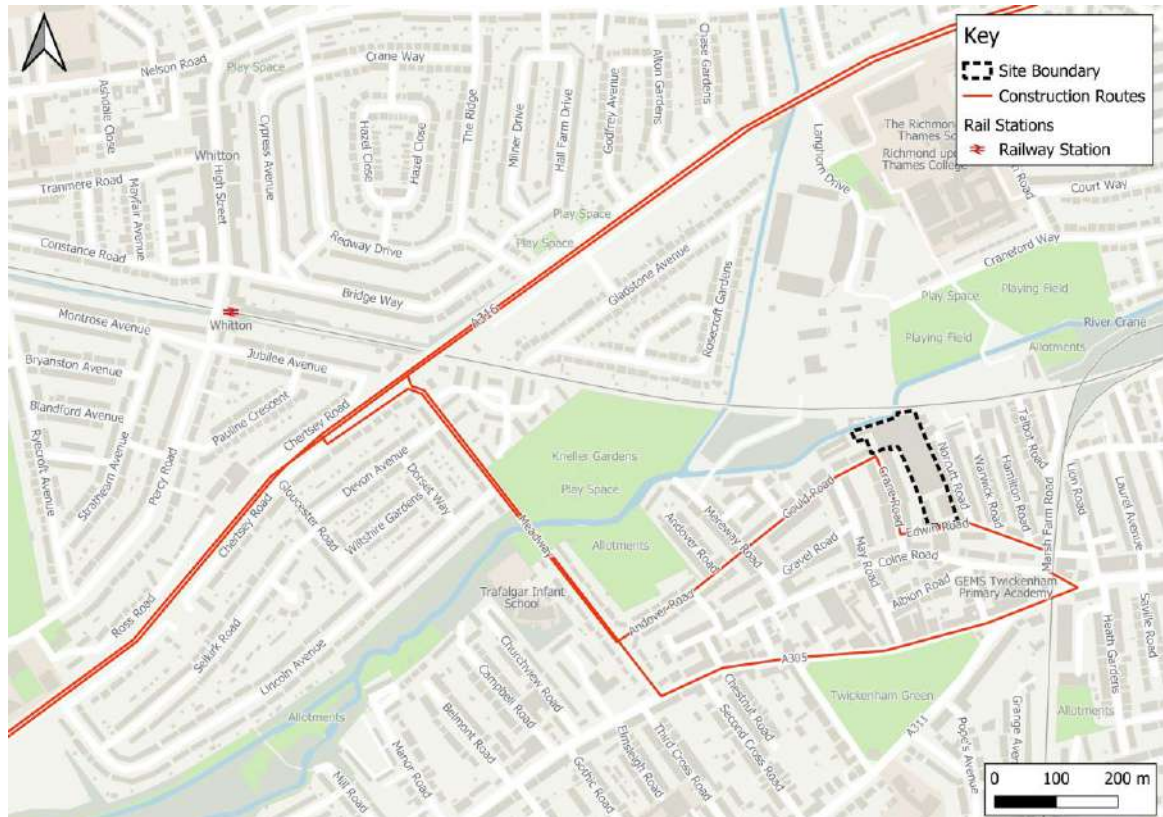 Key
Site Boundary
Construction Routes
Rail Stations
Railway Station
Nelson Road
Play Space
Crane Way
Ashdale Close
Cypress Avenue
Hazel Close
Hazel Close
The Ridge
Milner Drive
Hall Farm Drive
Godfrey Avenue
Alton Gardens
Chase Gardens
Langhorn Drive
The Richmond
Thames
Richmond upon
Thames College
Court Way
Whitton
High Street
Tranmere Road
Mayfair Avenue
Constance Road
Redway Drive
Play Space
Play Space
Bridge Way
Gladstone Avenue
Rosecroft Gardens
Craneford Way
Play Space
Playing Field
Playing Field
River Crane
Allotments
A316
Whitton
Montrose Avenue
Jubilee Avenue
Bryanston Avenue
Blandford Avenue
Ryecroft Avenue
Strathearn Avenue
Percy Road
Pauline Crescent
Chertsey Road
Chertsey Road
Gloucester Road
Devon Avenue
Dorset Way
Wiltshire Gardens
Kneller Gardens
Play Space
Allotments
Meadway
Gould Road
Crane Road
Norcutt Road
Warwick Road
Hamilton Road
Talbot Road
Lion Road
Laurel Avenue
Marsh Farm Road
Edwin Road
Andover Road
Mereway Road
Gravel Road
May Road
Colne Road
Albion Road
GEMS Twickenham
Primary Academy
Andover Road
Trafalgar Infant
School
Ross Road
Selkirk Road
Lincoln Avenue
Allotments
Churchview Road
Campbell Road
Belmont Road
Manor Road
Mill Road
Gothic Road
Elmsleigh Road
Third Cross Road
Second Cross Road
Chestnut Road
A305
Twickenham Green
A311
Pope's Avenue
Grange Ave
Allotments
Heath Gardens
Saville Road
0 100 200 m